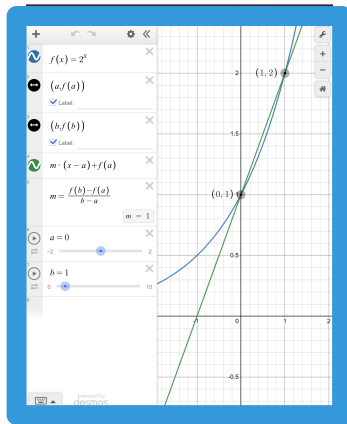 f(x) = 2^x
(a, f(a))
Label:
(b, f(b))
Label:
m · (x − a) + f(a)
m = \frac{f(b) − f(a)}{b − a}
m = 1
a = 0
−2
2
b = 1
0
10
powered by
desmos
(1, 2)
(0, 1)
2
1.5
0.5
-1
0
1
2
-0.5